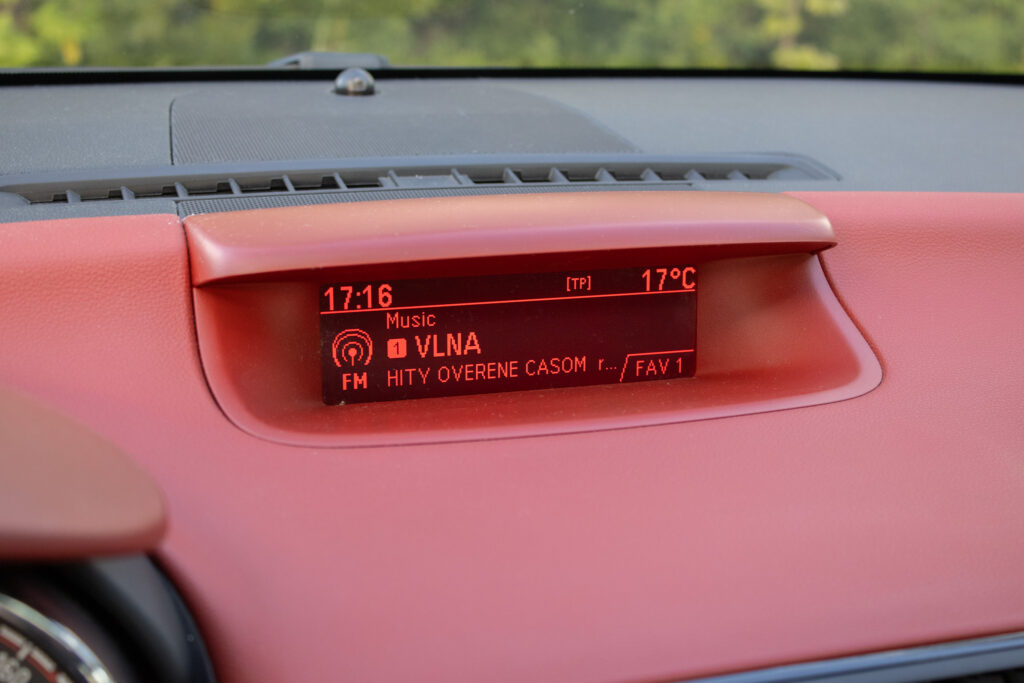 17:16 [TP] 17°C
Music
1 VLNA
FM HITY OVERENE CASOM r... FAV 1